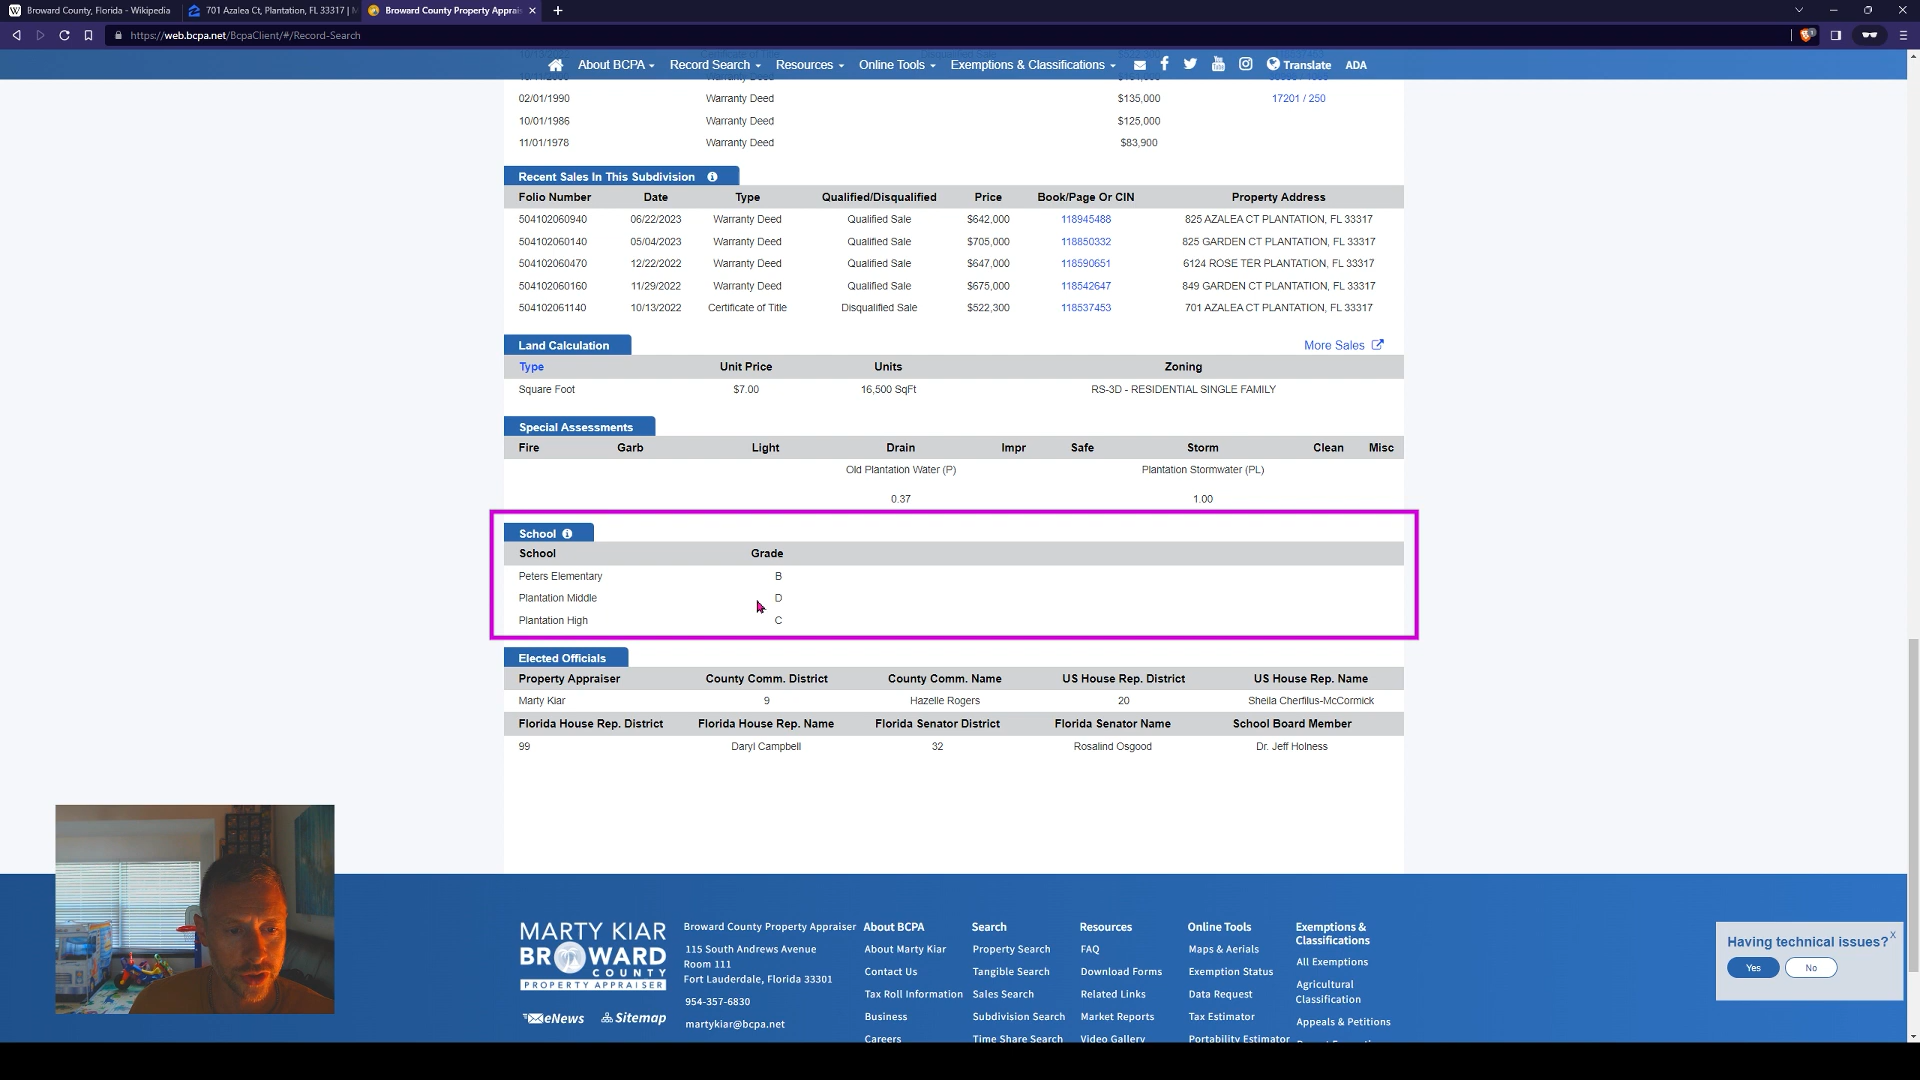 Broward County, Florida - Wikipedia
701 Azalea Ct, Plantation, FL 33317 | M
Broward County Property Apprais
https://web.bcpa.net/BcpaClient/#/Record-Search
About BCPA Record Search Resources Online Tools Exemptions & Classifications Translate ADA
02/01/1990 Warranty Deed $135,000 17201 / 250
10/01/1986 Warranty Deed $125,000
11/01/1978 Warranty Deed $83,900
Recent Sales In This Subdivision
Folio Number Date Type Qualified/Disqualified Price Book/Page Or CIN Property Address
504102060940 06/22/2023 Warranty Deed Qualified Sale $642,000 118945488 825 AZALEA CT PLANTATION, FL 33317
504102060140 05/04/2023 Warranty Deed Qualified Sale $705,000 118850332 825 GARDEN CT PLANTATION, FL 33317
504102060470 12/22/2022 Warranty Deed Qualified Sale $647,000 118590651 6124 ROSE TER PLANTATION, FL 33317
504102060160 11/29/2022 Warranty Deed Qualified Sale $675,000 118542647 849 GARDEN CT PLANTATION, FL 33317
504102061140 10/13/2022 Certificate of Title Disqualified Sale $522,300 118537453 701 AZALEA CT PLANTATION, FL 33317
Land Calculation More Sales
Type Unit Price Units Zoning
Square Foot $7.00 16,500 SqFt RS-3D - RESIDENTIAL SINGLE FAMILY
Special Assessments
Fire Garb Light Drain Impr Safe Storm Clean Misc
Old Plantation Water (P) Plantation Stormwater (PL)
0.37 1.00
School
School Grade
Peters Elementary B
Plantation Middle D
Plantation High C
Elected Officials
Property Appraiser County Comm. District County Comm. Name US House Rep. District US House Rep. Name
Marty Kiar 9 Hazelle Rogers 20 Sheila Cherfilus-McCormick
Florida House Rep. District Florida House Rep. Name Florida Senator District Florida Senator Name School Board Member
99 Daryl Campbell 32 Rosalind Osgood Dr. Jeff Holness
MARTY KIAR
BROWARD
COUNTY
PROPERTY APPRAISER
eNews Sitemap
Broward County Property Appraiser
115 South Andrews Avenue
Room 111
Fort Lauderdale, Florida 33301
954-357-6830
martykiar@bcpa.net
About BCPA
About Marty Kiar
Contact Us
Tax Roll Information
Business
Careers
Search
Property Search
Tangible Search
Sales Search
Subdivision Search
Time Share Search
Resources
FAQ
Download Forms
Related Links
Market Reports
Video Gallery
Online Tools
Maps & Aerials
Exemption Status
Data Request
Tax Estimator
Portability Estimator
Exemptions &
Classifications
All Exemptions
Agricultural
Classification
Appeals & Petitions
Having technical issues? X
Yes No